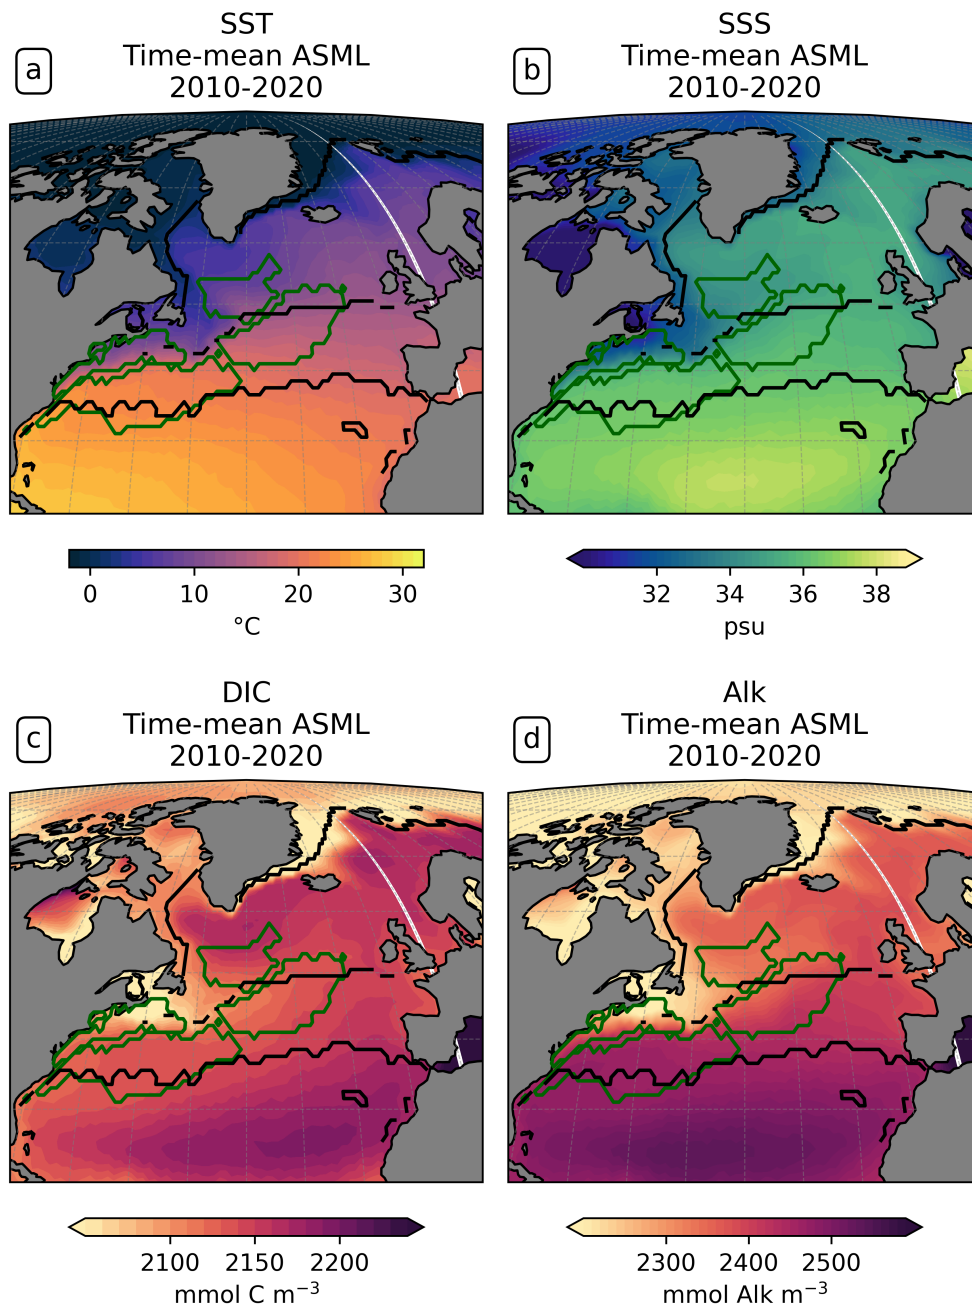 SST
Time-mean ASML
2010-2020
a
0 10 20 30
°C
SSS
Time-mean ASML
2010-2020
b
32 34 36 38
psu
DIC
Time-mean ASML
2010-2020
c
2100 2150 2200
mmol C m⁻³
Alk
Time-mean ASML
2010-2020
d
2300 2400 2500
mmol Alk m⁻³